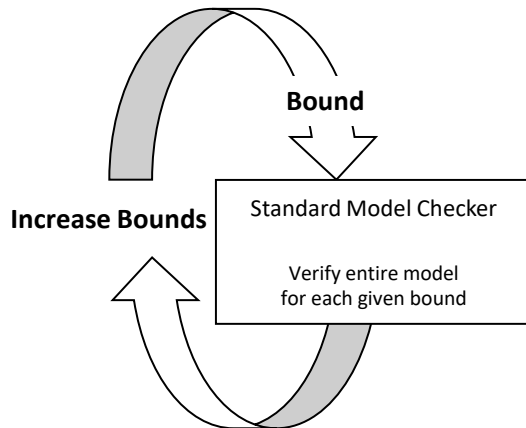 Bound
Increase Bounds
Standard Model Checker
Verify entire model
for each given bound